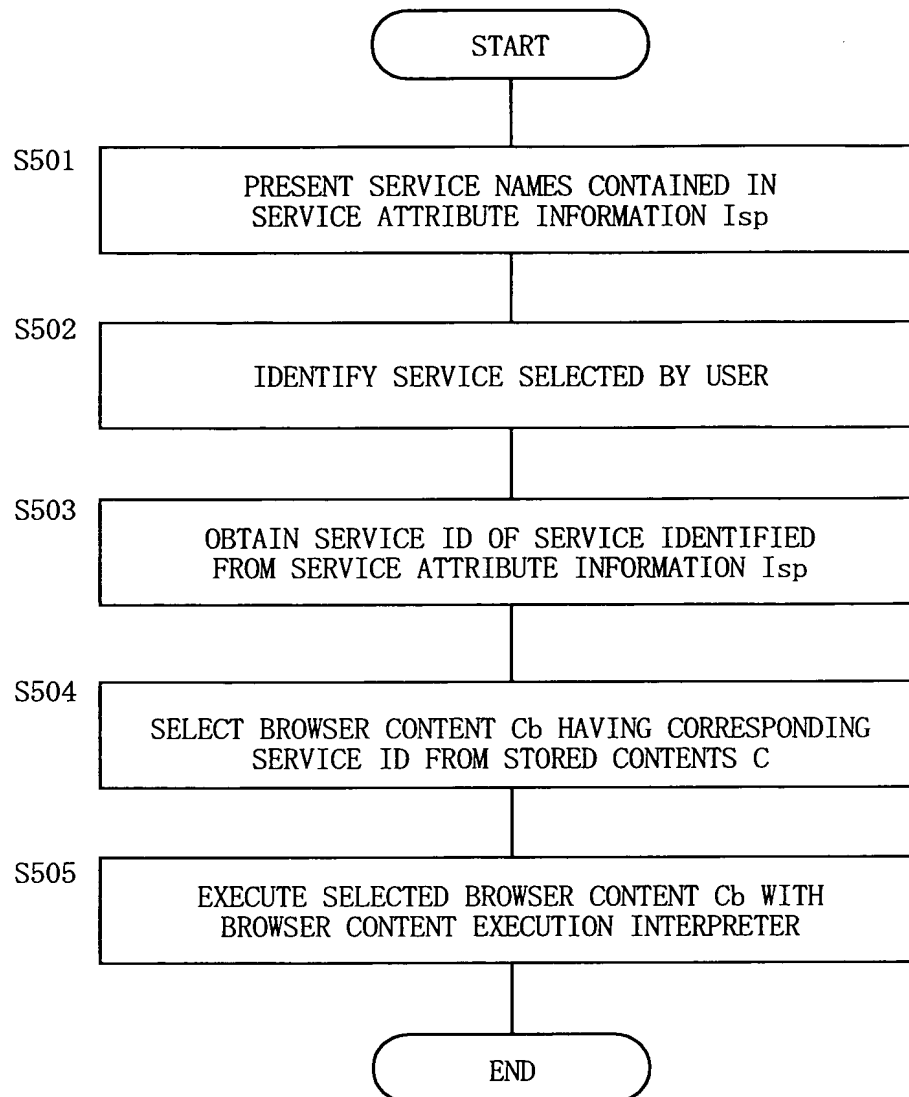 START
S501
PRESENT SERVICE NAMES CONTAINED IN
SERVICE ATTRIBUTE INFORMATION Isp
S502
IDENTIFY SERVICE SELECTED BY USER
S503
OBTAIN SERVICE ID OF SERVICE IDENTIFIED
FROM SERVICE ATTRIBUTE INFORMATION Isp
S504
SELECT BROWSER CONTENT Cb HAVING CORRESPONDING
SERVICE ID FROM STORED CONTENTS C
S505
EXECUTE SELECTED BROWSER CONTENT Cb WITH
BROWSER CONTENT EXECUTION INTERPRETER
END